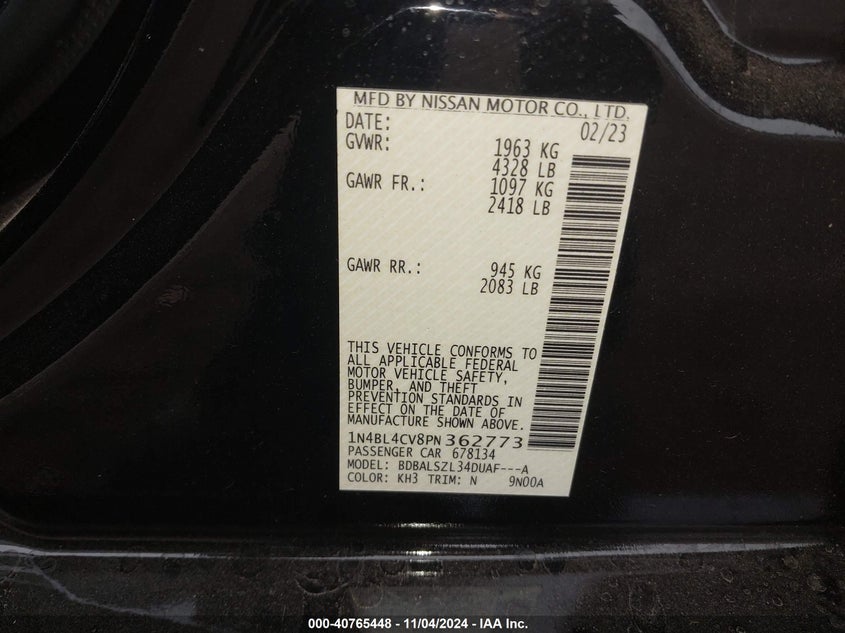 MFD BY NISSAN MOTOR CO., LTD.
DATE: 02/23
GVWR: 1963 KG
4328 LB
GAWR FR.: 1097 KG
2418 LB
GAWR RR.: 945 KG
2083 LB
THIS VEHICLE CONFORMS TO
ALL APPLICABLE FEDERAL
MOTOR VEHICLE SAFETY,
BUMPER, AND THEFT
PREVENTION STANDARDS IN
EFFECT ON THE DATE OF
MANUFACTURE SHOWN ABOVE.
1N4BL4CV8PN362773
PASSENGER CAR 678134
MODEL: BDBALSZL34DUAF---A
COLOR: KH3 TRIM: N 9N00A
000-40765448 - 11/04/2024 - IAA Inc.